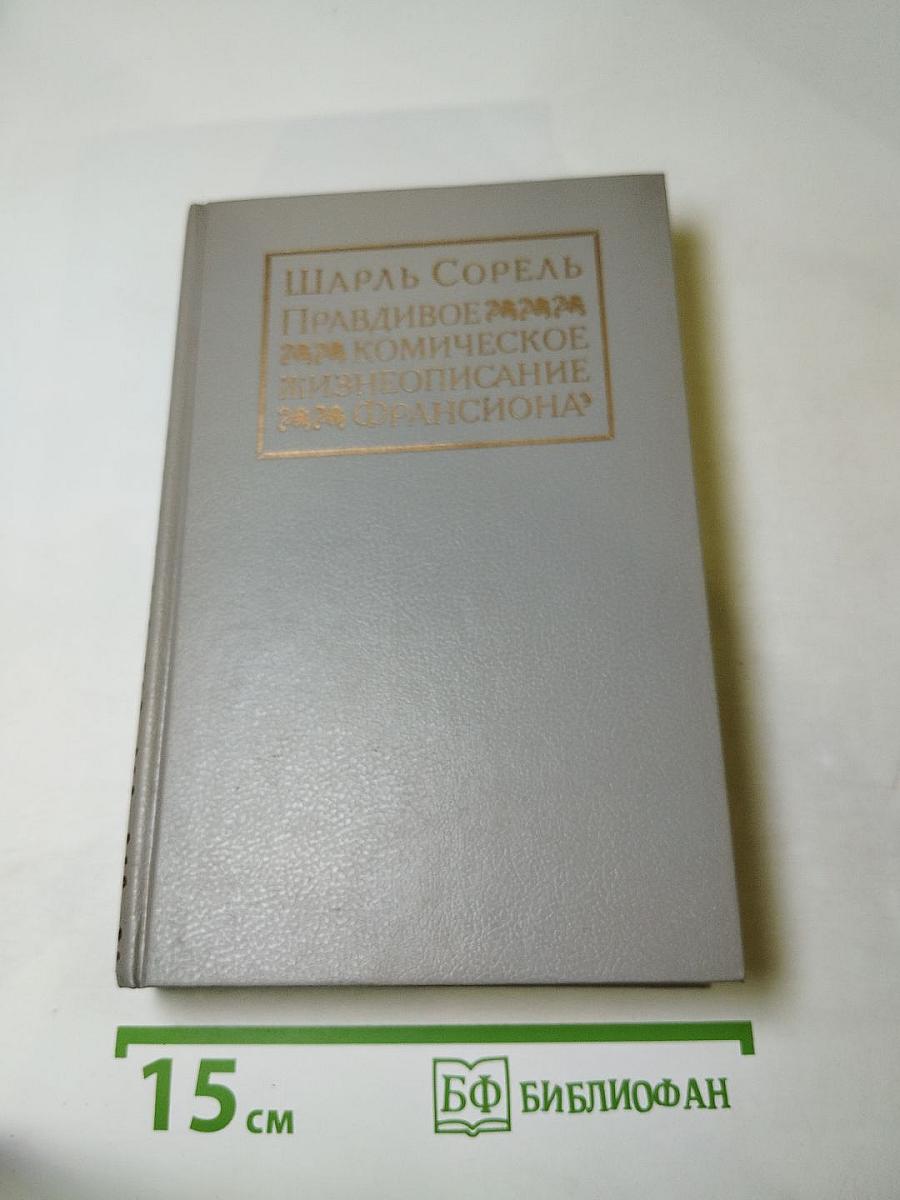 Шарль Сорель
Правдивое
комическое
жизнеописание
Франсиона
15 см
БФ БИБЛИОФАН